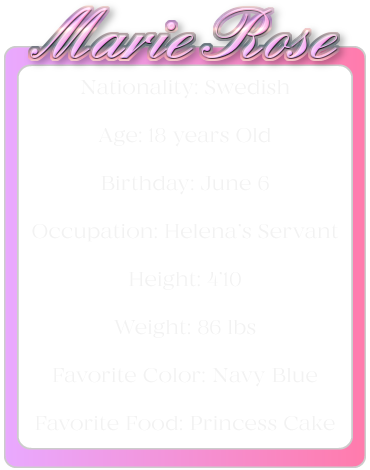 Marie Rose
Nationality: Swedish
Age: 18 years Old
Birthday: June 6
Occupation: Helena's Servant
Height: 4'10
Weight: 86 lbs
Favorite Color: Navy Blue
Favorite Food: Princess Cake